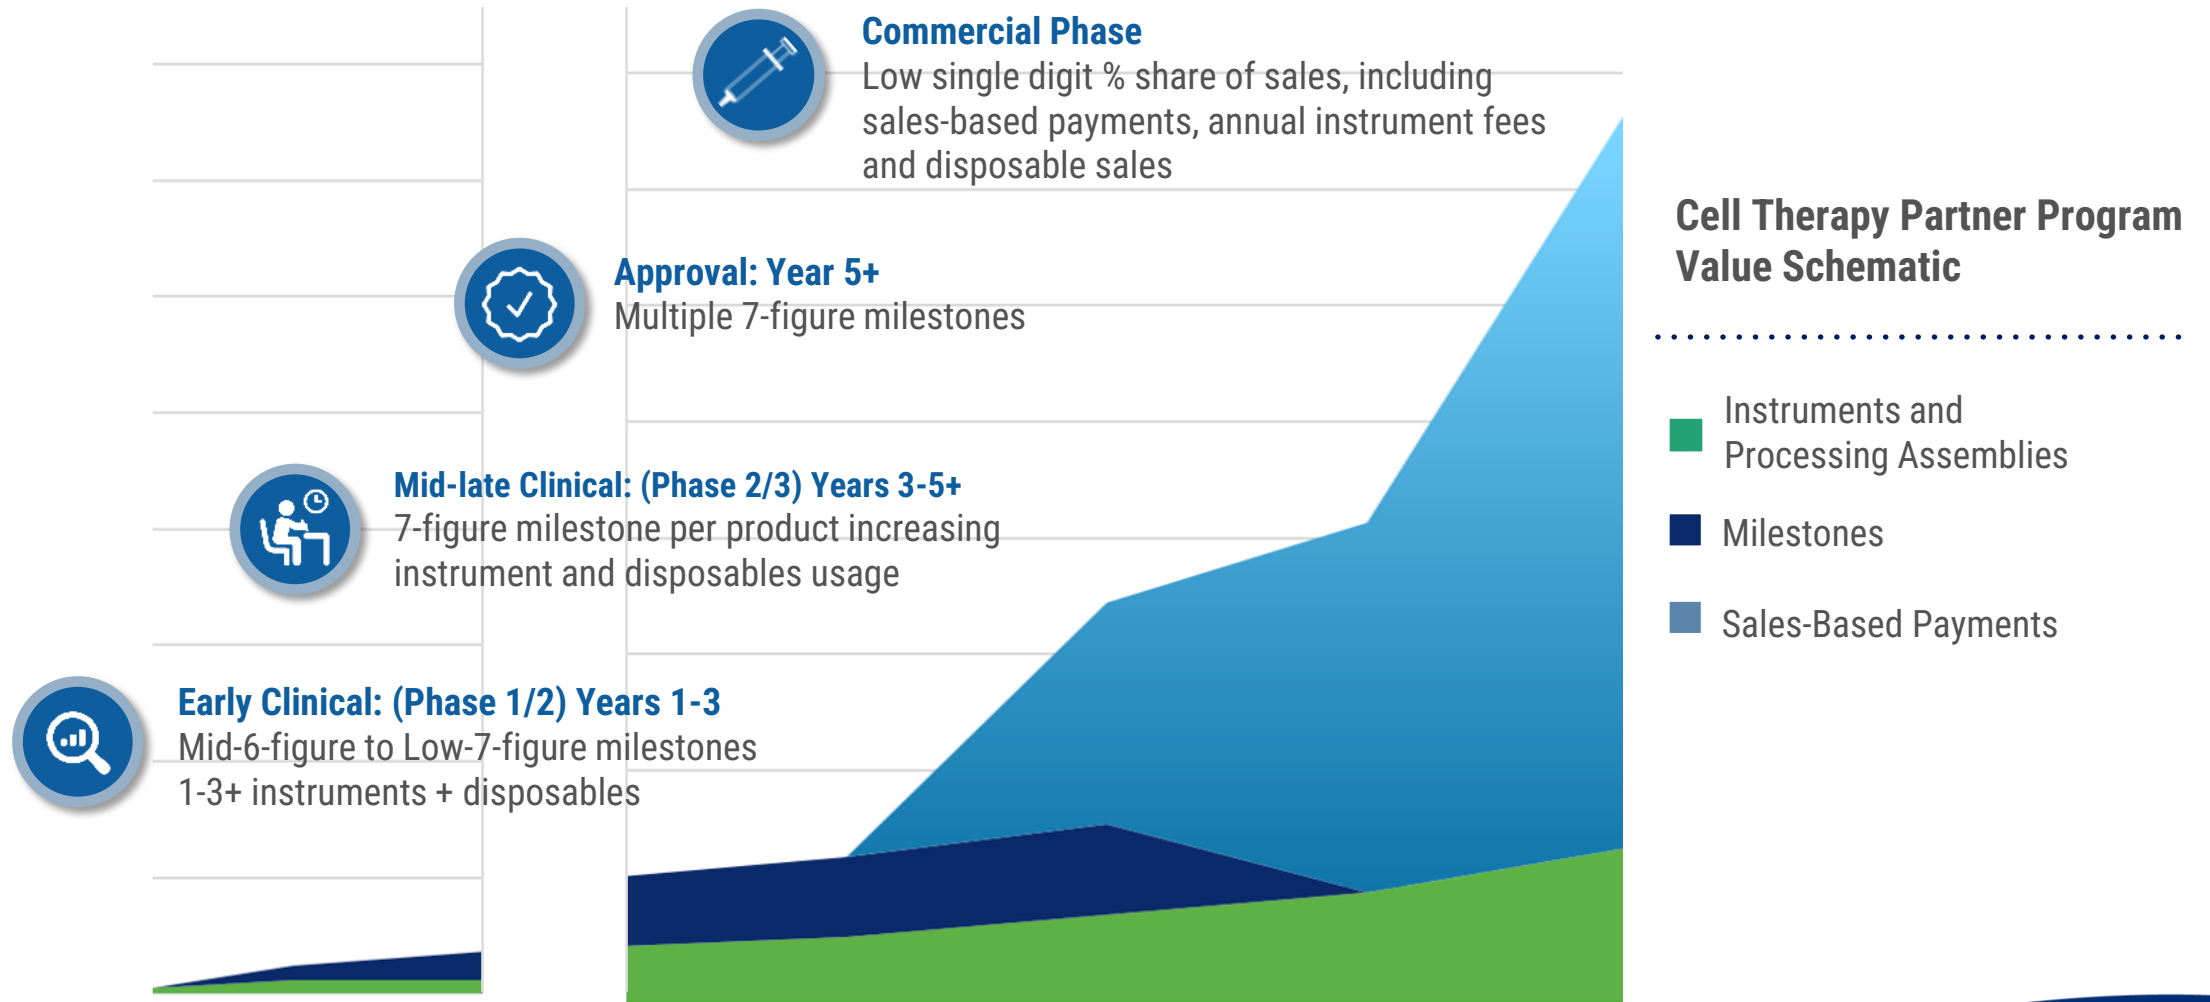 Commercial Phase
Low single digit % share of sales, including
sales-based payments, annual instrument fees
and disposable sales
Approval: Year 5+
Multiple 7-figure milestones
Mid-late Clinical: (Phase 2/3) Years 3-5+
7-figure milestone per product increasing
instrument and disposables usage
Early Clinical: (Phase 1/2) Years 1-3
Mid-6-figure to Low-7-figure milestones
1-3+ instruments + disposables
Cell Therapy Partner Program
Value Schematic
Instruments and
Processing Assemblies
Milestones
Sales-Based Payments